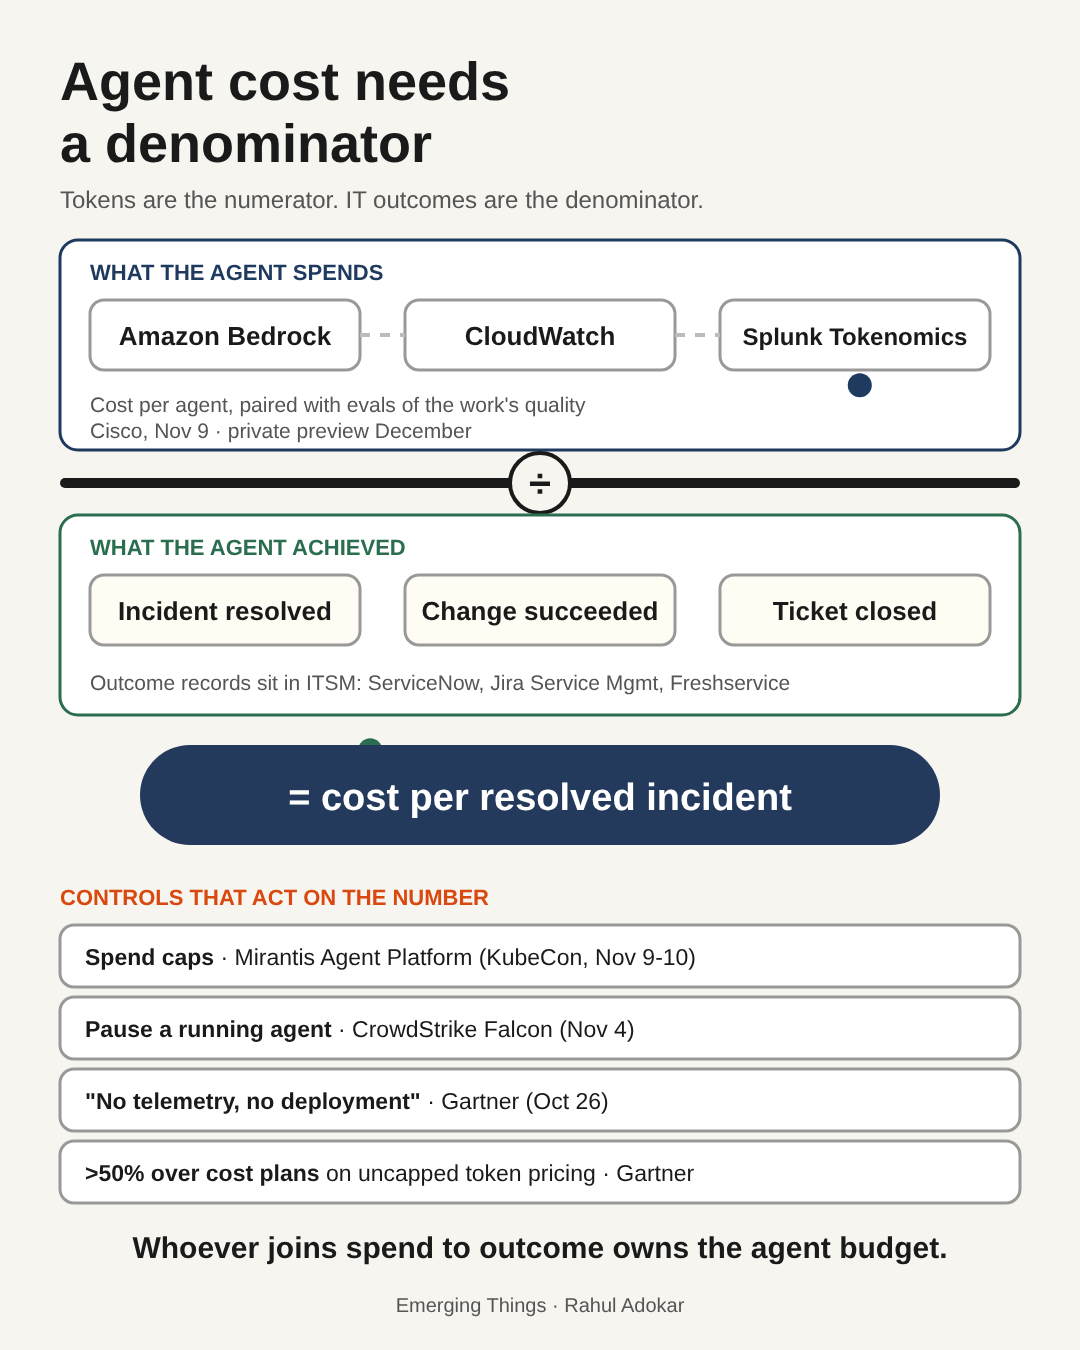 Agent cost needs
a denominator
Tokens are the numerator. IT outcomes are the denominator.
WHAT THE AGENT SPENDS
Amazon Bedrock
CloudWatch
Splunk Tokenomics
Cost per agent, paired with evals of the work's quality
Cisco, Nov 9 · private preview December
÷
WHAT THE AGENT ACHIEVED
Incident resolved
Change succeeded
Ticket closed
Outcome records sit in ITSM: ServiceNow, Jira Service Mgmt, Freshservice
= cost per resolved incident
CONTROLS THAT ACT ON THE NUMBER
Spend caps · Mirantis Agent Platform (KubeCon, Nov 9-10)
Pause a running agent · CrowdStrike Falcon (Nov 4)
"No telemetry, no deployment" · Gartner (Oct 26)
>50% over cost plans on uncapped token pricing · Gartner
Whoever joins spend to outcome owns the agent budget.
Emerging Things · Rahul Adokar